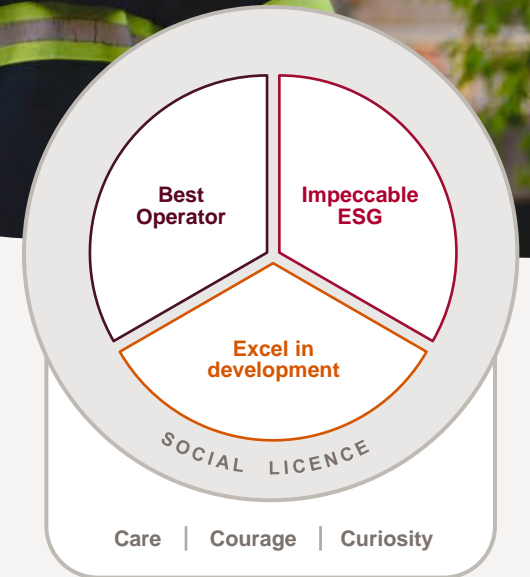 Best
Operator
Impeccable
ESG
Excel in
development
SOCIAL LICENCE
Care | Courage | Curiosity